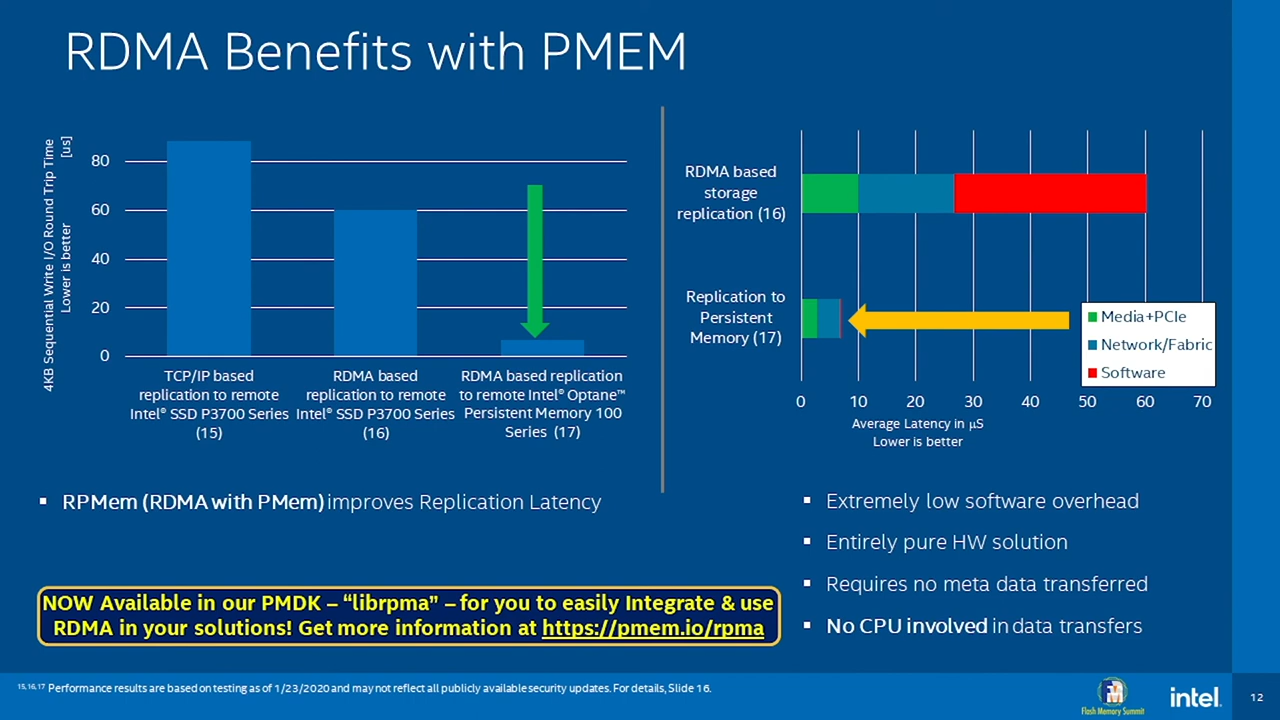 RDMA Benefits with PMEM
4KB Sequential Write I/O Round Trip Time
[us]
Lower is better
80
60
40
20
0
TCP/IP based
replication to remote
Intel® SSD P3700 Series
(15)
RDMA based
replication to remote
Intel® SSD P3700 Series
(16)
RDMA based replication
to remote Intel® Optane™
Persistent Memory 100
Series (17)
RDMA based
storage
replication (16)
Replication to
Persistent
Memory (17)
Media+PCIe
Network/Fabric
Software
0 10 20 30 40 50 60 70
Average Latency in µS
Lower is better
▪ RPMem (RDMA with PMem) improves Replication Latency
▪ Extremely low software overhead
▪ Entirely pure HW solution
▪ Requires no meta data transferred
▪ No CPU involved in data transfers
NOW Available in our PMDK – “librpma” – for you to easily Integrate & use
RDMA in your solutions! Get more information at https://pmem.io/rpma
15,16,17 Performance results are based on testing as of 1/23/2020 and may not reflect all publicly available security updates. For details, Slide 16.
FM
Flash Memory Summit
intel.
12